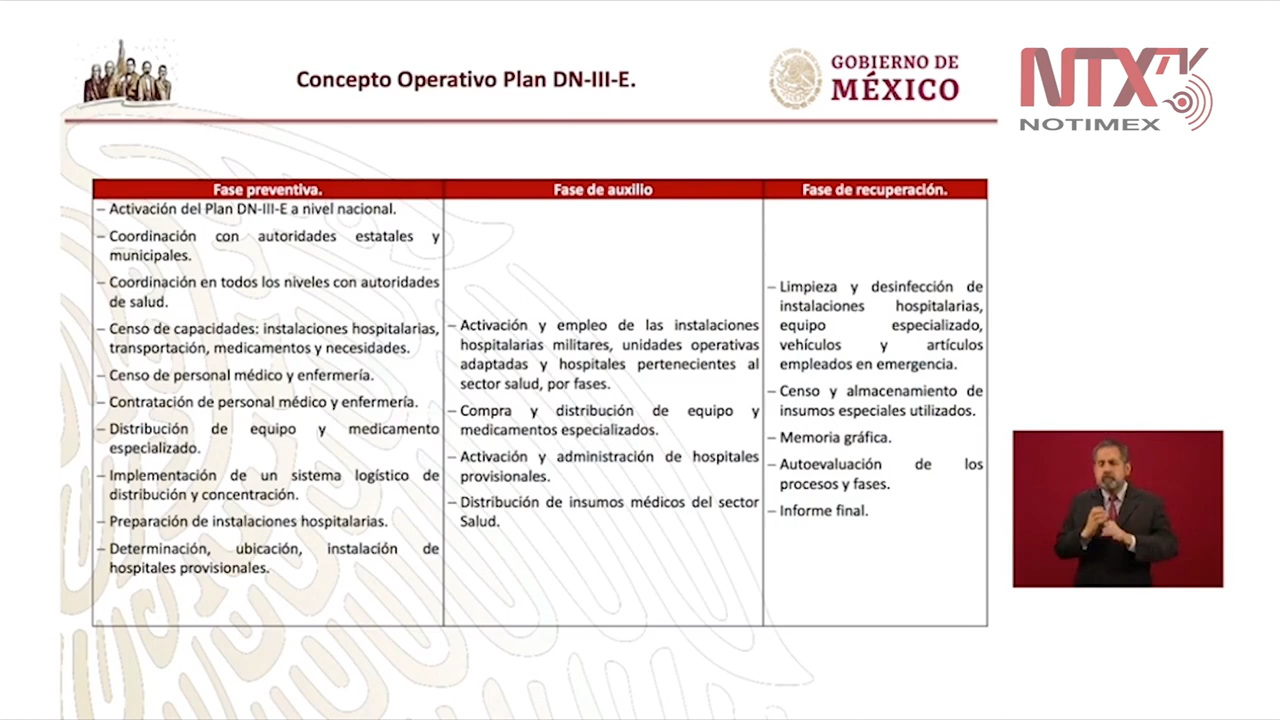 Concepto Operativo Plan DN-III-E.
GOBIERNO DE
MÉXICO
NTX TV
NOTIMEX
Fase preventiva.
– Activación del Plan DN-III-E a nivel nacional.
– Coordinación con autoridades estatales y
municipales.
– Coordinación en todos los niveles con autoridades
de salud.
– Censo de capacidades: instalaciones hospitalarias,
transportación, medicamentos y necesidades.
– Censo de personal médico y enfermería.
– Contratación de personal médico y enfermería.
– Distribución de equipo y medicamento
especializado.
– Implementación de un sistema logístico de
distribución y concentración.
– Preparación de instalaciones hospitalarias.
– Determinación, ubicación, instalación de
hospitales provisionales.
Fase de auxilio
– Activación y empleo de las instalaciones
hospitalarias militares, unidades operativas
adaptadas y hospitales pertenecientes al
sector salud, por fases.
– Compra y distribución de equipo y
medicamentos especializados.
– Activación y administración de hospitales
provisionales.
– Distribución de insumos médicos del sector
Salud.
Fase de recuperación.
– Limpieza y desinfección de
instalaciones hospitalarias,
equipo especializado,
vehículos y artículos
empleados en emergencia.
– Censo y almacenamiento de
insumos especiales utilizados.
– Memoria gráfica.
– Autoevaluación de los
procesos y fases.
– Informe final.